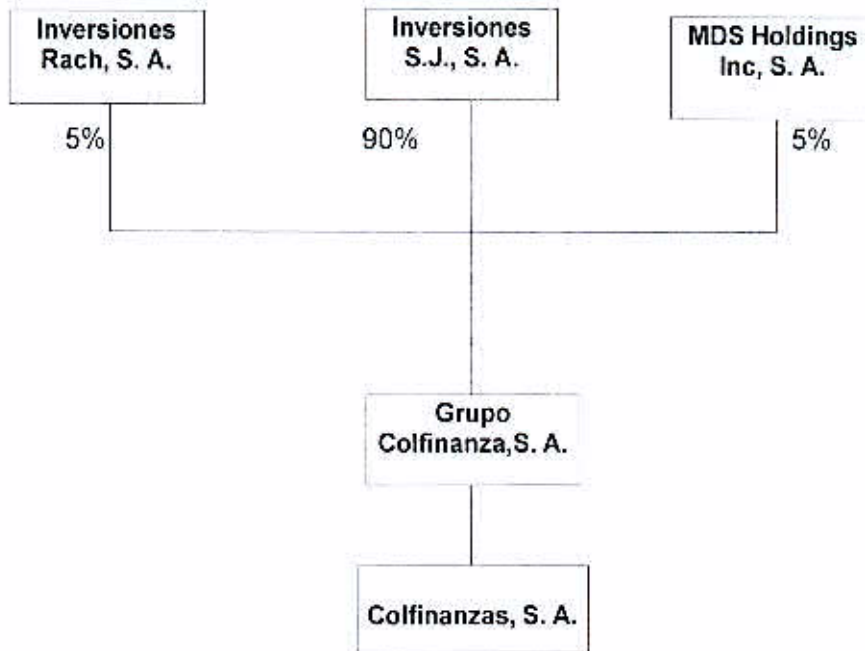 Inversiones
Rach, S. A.
Inversiones
S.J., S. A.
MDS Holdings
Inc, S. A.
5%
90%
5%
Grupo
Colfinanza,S. A.
Colfinanzas, S. A.